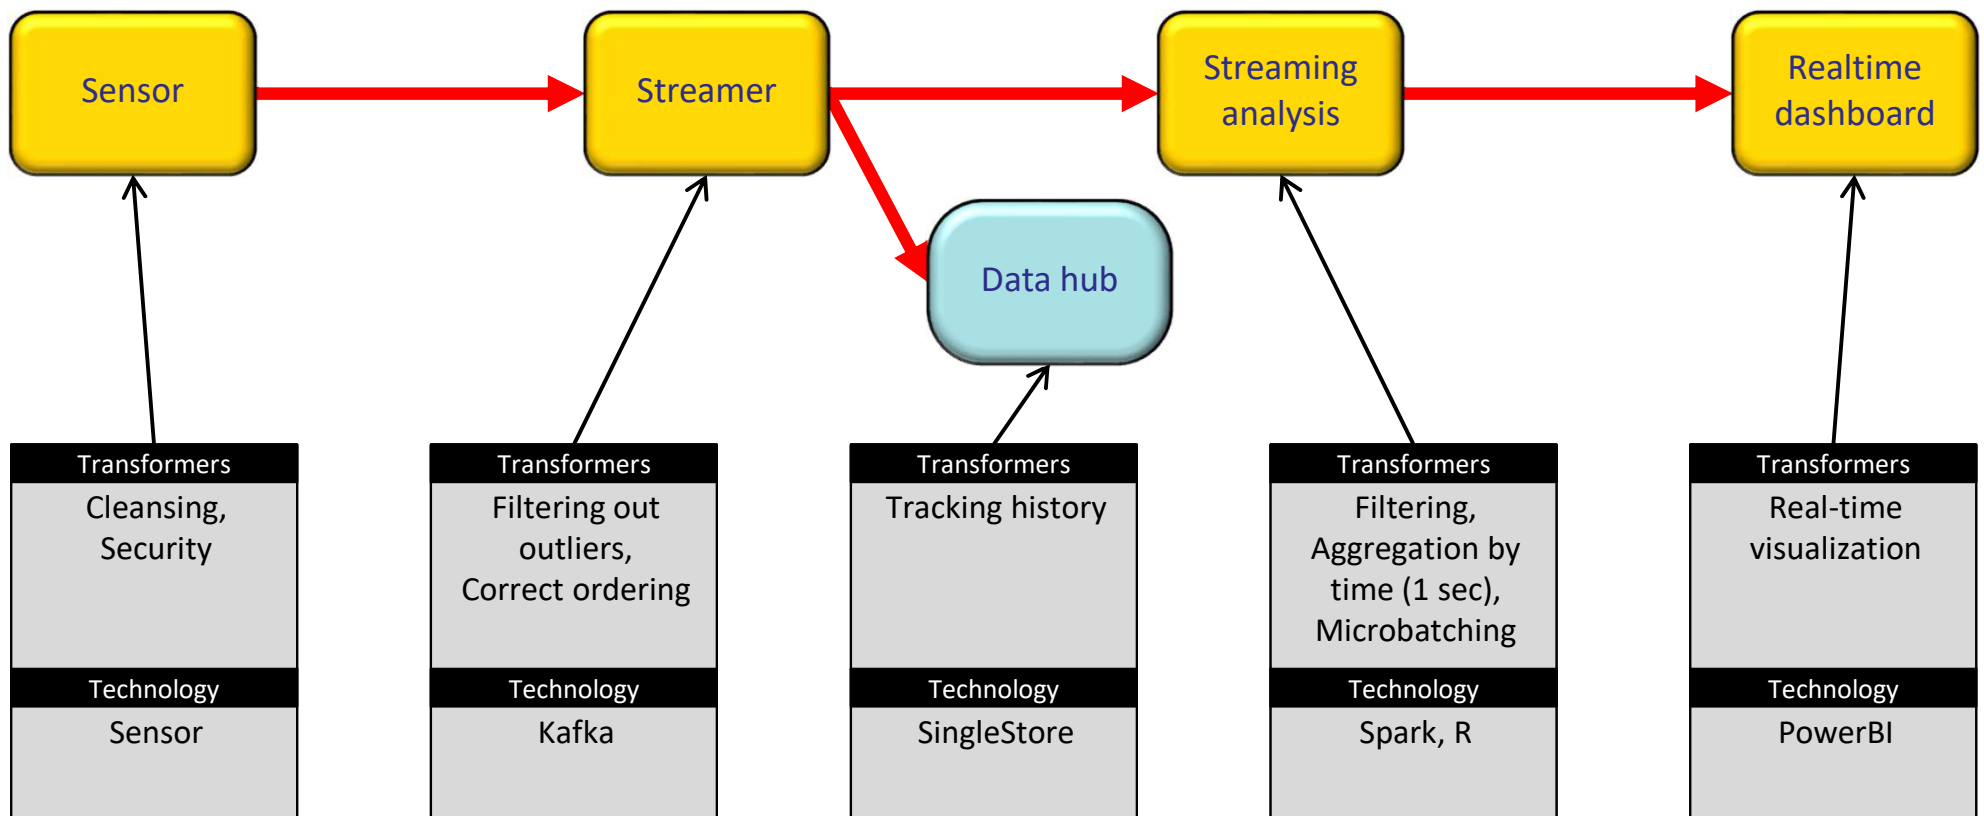 Sensor
Streamer
Streaming
analysis
Realtime
dashboard
Data hub
Transformers
Cleansing,
Security
Technology
Sensor
Transformers
Filtering out
outliers,
Correct ordering
Technology
Kafka
Transformers
Tracking history
Technology
SingleStore
Transformers
Filtering,
Aggregation by
time (1 sec),
Microbatching
Technology
Spark, R
Transformers
Real-time
visualization
Technology
PowerBI